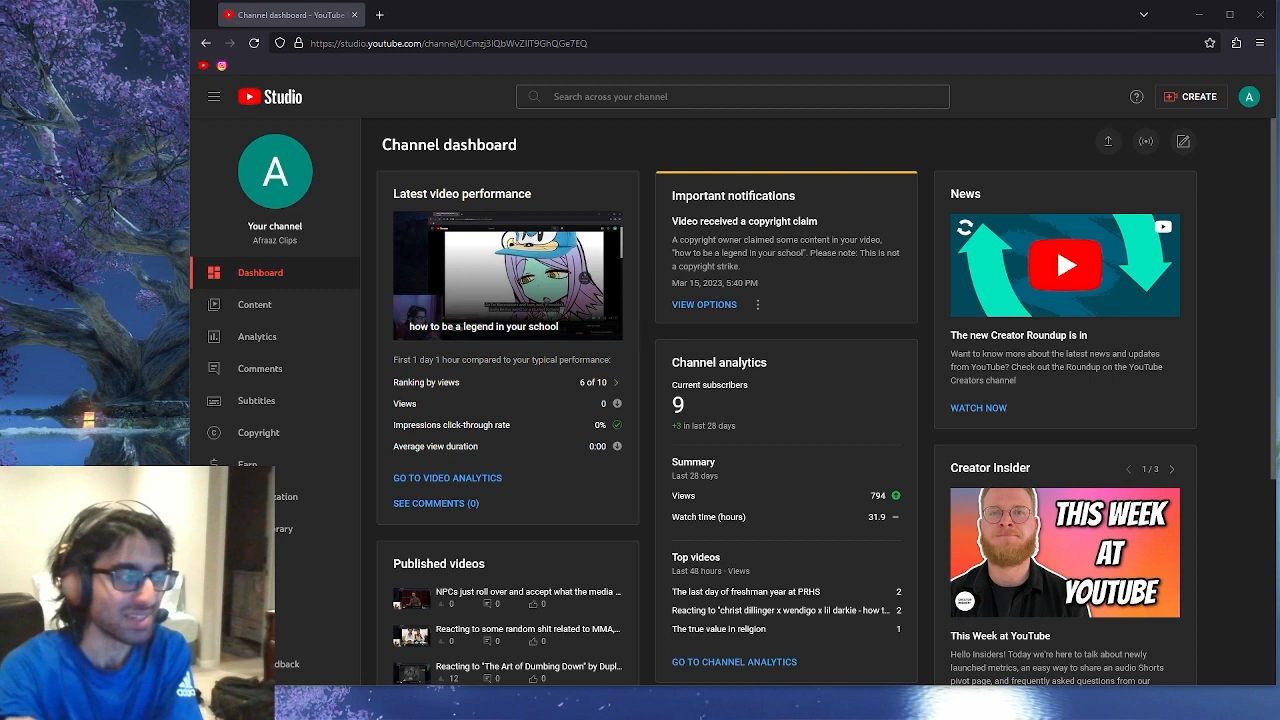 Channel dashboard - YouTube
https://studio.youtube.com/channel/UCmzj3IQbWvZIIT9GhQGe7EQ
Studio
Search across your channel
CREATE
A
A
Your channel
Afraaz Clips
Dashboard
Content
Analytics
Comments
Subtitles
Copyright
Earn
Channel dashboard
Latest video performance
how to be a legend in your school
First 1 day 1 hour compared to your typical performance:
Ranking by views 6 of 10
Views 0
Impressions click-through rate 0%
Average view duration 0:00
GO TO VIDEO ANALYTICS
SEE COMMENTS (0)
Published videos
NPCs just roll over and accept what the media ...
0 0 0
Reacting to some random shit related to MMA,...
0 0 0
Reacting to "The Art of Dumbing Down" by Dupl...
12 0 0
Important notifications
Video received a copyright claim
A copyright owner claimed some content in your video,
"how to be a legend in your school". Please note: This is not
a copyright strike.
Mar 15, 2023, 5:40 PM
VIEW OPTIONS
Channel analytics
Current subscribers
9
+3 in last 28 days
Summary
Last 28 days
Views 794
Watch time (hours) 31.9
Top videos
Last 48 hours · Views
The last day of freshman year at PRHS 2
Reacting to "christ dillinger x wendigo x lil darkie - how t... 2
The true value in religion 1
GO TO CHANNEL ANALYTICS
News
The new Creator Roundup is in
Want to know more about the latest news and updates
from YouTube? Check out the Roundup on the YouTube
Creators channel
WATCH NOW
Creator Insider
1 / 3
THIS WEEK
AT
YOUTUBE
This Week at YouTube
Hello Insiders! Today we're here to talk about newly
launched metrics, an easy way to share an audio Shorts
pivot page, and frequently asked questions from our
adidas